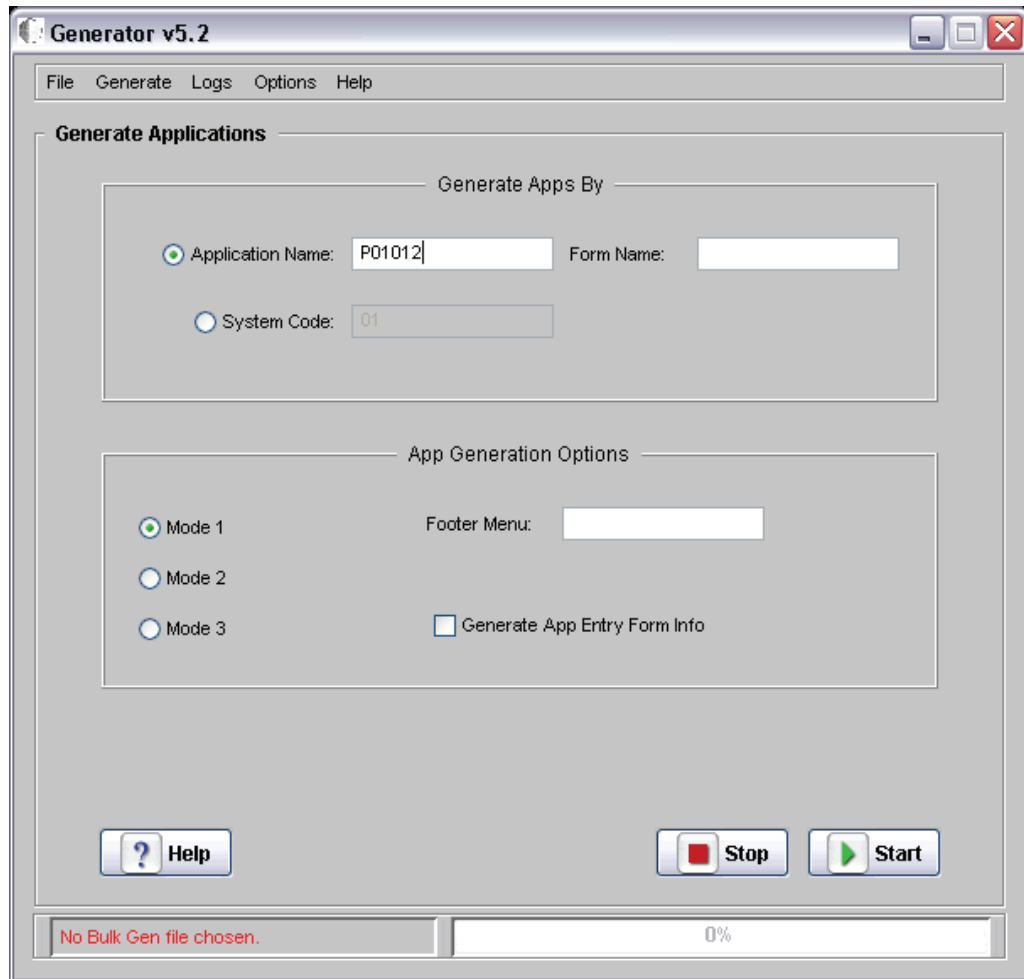 Generator v5.2
File Generate Logs Options Help
Generate Applications
Generate Apps By
Application Name: P01012 Form Name:
System Code: 01
App Generation Options
Mode 1 Footer Menu:
Mode 2
Mode 3 Generate App Entry Form Info
? Help Stop Start
No Bulk Gen file chosen. 0%